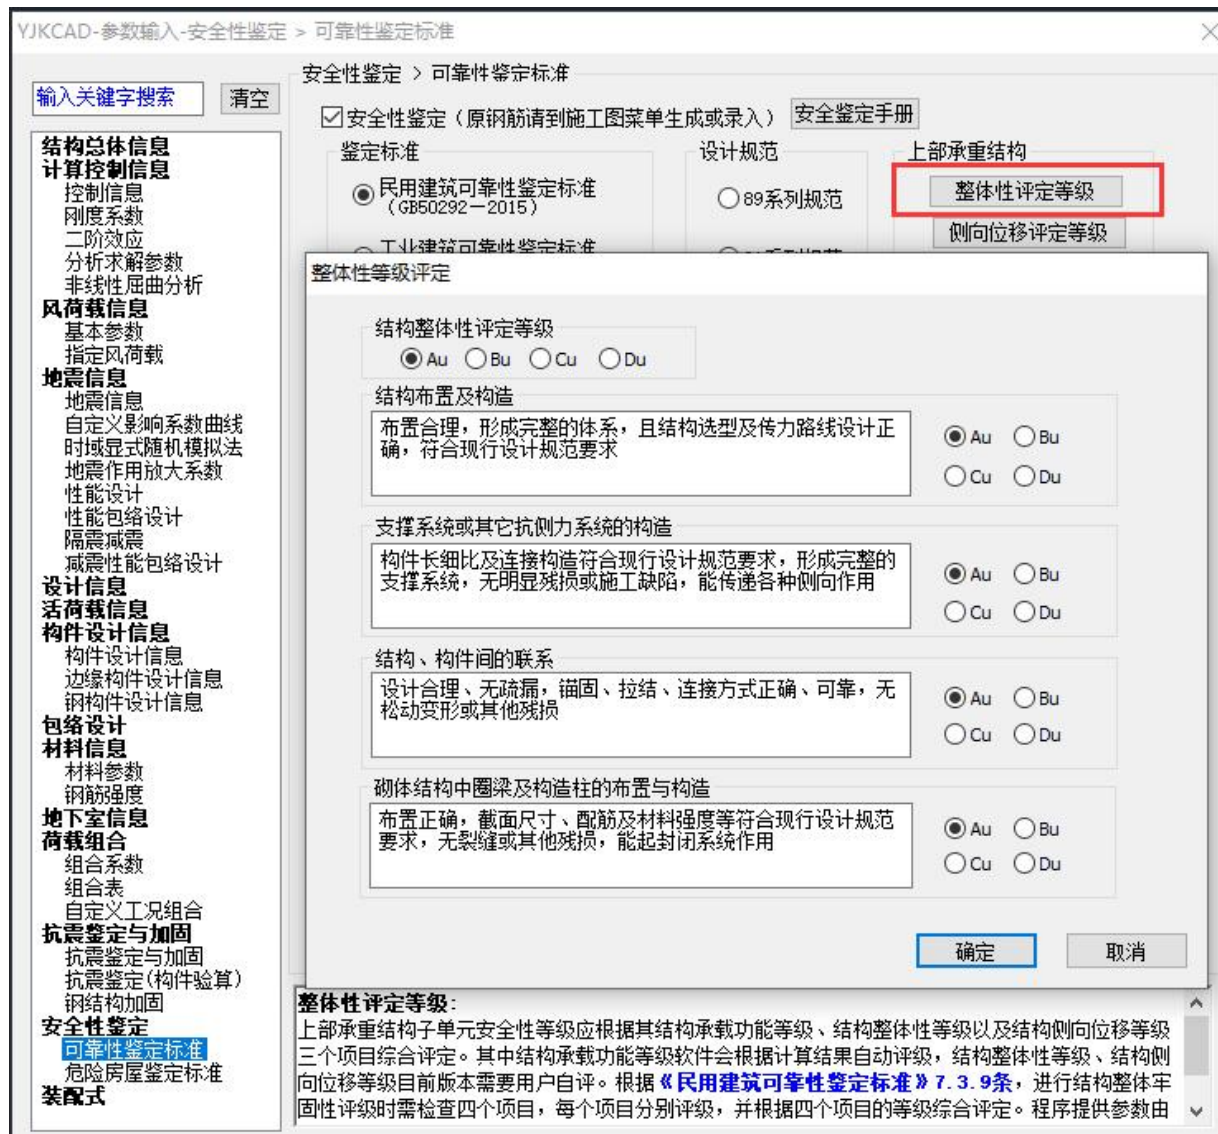 YJKCAD-参数输入-安全性鉴定 > 可靠性鉴定标准
输入关键字搜索
清空
结构总体信息
计算控制信息
控制信息
刚度系数
二阶效应
分析求解参数
非线性屈曲分析
风荷载信息
基本参数
指定风荷载
地震信息
地震信息
自定义影响系数曲线
时域显式随机模拟法
地震作用放大系数
性能设计
性能包络设计
隔震减震
减震性能包络设计
设计信息
活荷载信息
构件设计信息
构件设计信息
边缘构件设计信息
钢构件设计信息
包络设计
材料信息
材料参数
钢筋强度
地下室信息
荷载组合
组合系数
组合表
自定义工况组合
抗震鉴定与加固
抗震鉴定与加固
抗震鉴定(构件验算)
钢结构加固
安全性鉴定
可靠性鉴定标准
危险房屋鉴定标准
装配式
安全性鉴定 > 可靠性鉴定标准
安全性鉴定（原钢筋请到施工图菜单生成或录入）
安全鉴定手册
鉴定标准
民用建筑可靠性鉴定标准
（GB50292－2015）
工业建筑可靠性鉴定标准
设计规范
89系列规范
上部承重结构
整体性评定等级
侧向位移评定等级
整体性等级评定
结构整体性评定等级
Au Bu Cu Du
结构布置及构造
布置合理，形成完整的体系，且结构选型及传力路线设计正
确，符合现行设计规范要求
Au Bu
Cu Du
支撑系统或其它抗侧力系统的构造
构件长细比及连接构造符合现行设计规范要求，形成完整的
支撑系统，无明显残损或施工缺陷，能传递各种侧向作用
Au Bu
Cu Du
结构、构件间的联系
设计合理、无疏漏，锚固、拉结、连接方式正确、可靠，无
松动变形或其他残损
Au Bu
Cu Du
砌体结构中圈梁及构造柱的布置与构造
布置正确，截面尺寸、配筋及材料强度等符合现行设计规范
要求，无裂缝或其他残损，能起封闭系统作用
Au Bu
Cu Du
确定
取消
整体性评定等级:
上部承重结构子单元安全性等级应根据其结构承载功能等级、结构整体性等级以及结构侧向位移等级
三个项目综合评定。其中结构承载功能等级软件会根据计算结果自动评级，结构整体性等级、结构侧
向位移等级目前版本需要用户自评。根据《民用建筑可靠性鉴定标准》7.3.9条，进行结构整体牢
固性评级时需检查四个项目，每个项目分别评级，并根据四个项目的等级综合评定。程序提供参数由